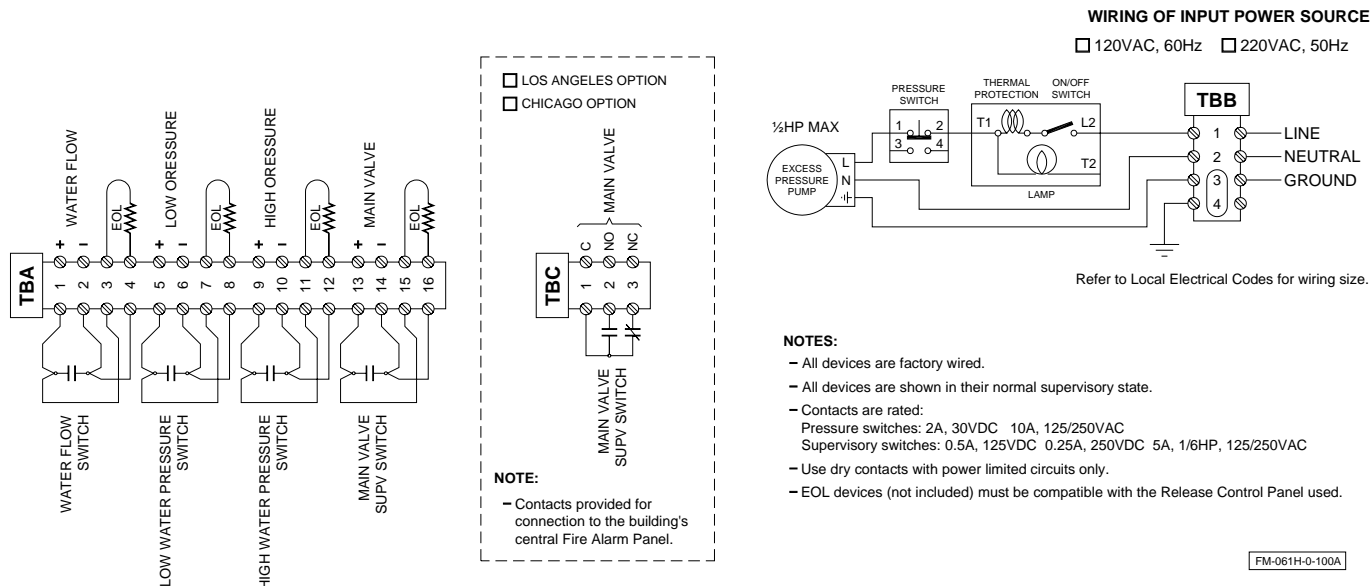 WIRING OF INPUT POWER SOURCE
☐ 120VAC, 60Hz ☐ 220VAC, 50Hz
WATER FLOW
LOW ORESSURE
HIGH ORESSURE
MAIN VALVE
EOL
EOL
EOL
EOL
+ – + – + – + –
TBA
1 2 3 4 5 6 7 8 9 10 11 12 13 14 15 16
WATER FLOW
SWITCH
LOW WATER PRESSURE
SWITCH
HIGH WATER PRESSURE
SWITCH
MAIN VALVE
SUPV SWITCH
☐ LOS ANGELES OPTION
☐ CHICAGO OPTION
MAIN VALVE
C NO NC
TBC
1 2 3
MAIN VALVE
SUPV SWITCH
NOTE:
– Contacts provided for
connection to the building's
central Fire Alarm Panel.
½HP MAX
EXCESS
PRESSURE
PUMP
L
N
PRESSURE
SWITCH
1 2
3 4
THERMAL
PROTECTION
ON/OFF
SWITCH
T1 L2
T2
LAMP
TBB
1 LINE
2 NEUTRAL
3 GROUND
4
Refer to Local Electrical Codes for wiring size.
NOTES:
– All devices are factory wired.
– All devices are shown in their normal supervisory state.
– Contacts are rated:
Pressure switches: 2A, 30VDC 10A, 125/250VAC
Supervisory switches: 0.5A, 125VDC 0.25A, 250VDC 5A, 1/6HP, 125/250VAC
– Use dry contacts with power limited circuits only.
– EOL devices (not included) must be compatible with the Release Control Panel used.
FM-061H-0-100A